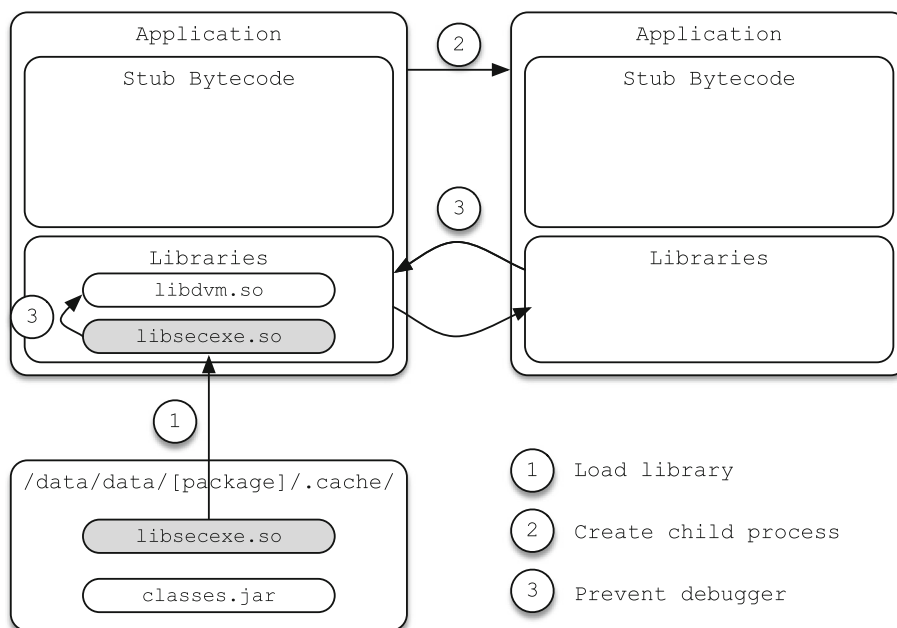 Application
Stub Bytecode
Libraries
libdvm.so
libsecexe.so
3
2
3
Application
Stub Bytecode
Libraries
1
/data/data/[package]/.cache/
libsecexe.so
classes.jar
1 Load library
2 Create child process
3 Prevent debugger